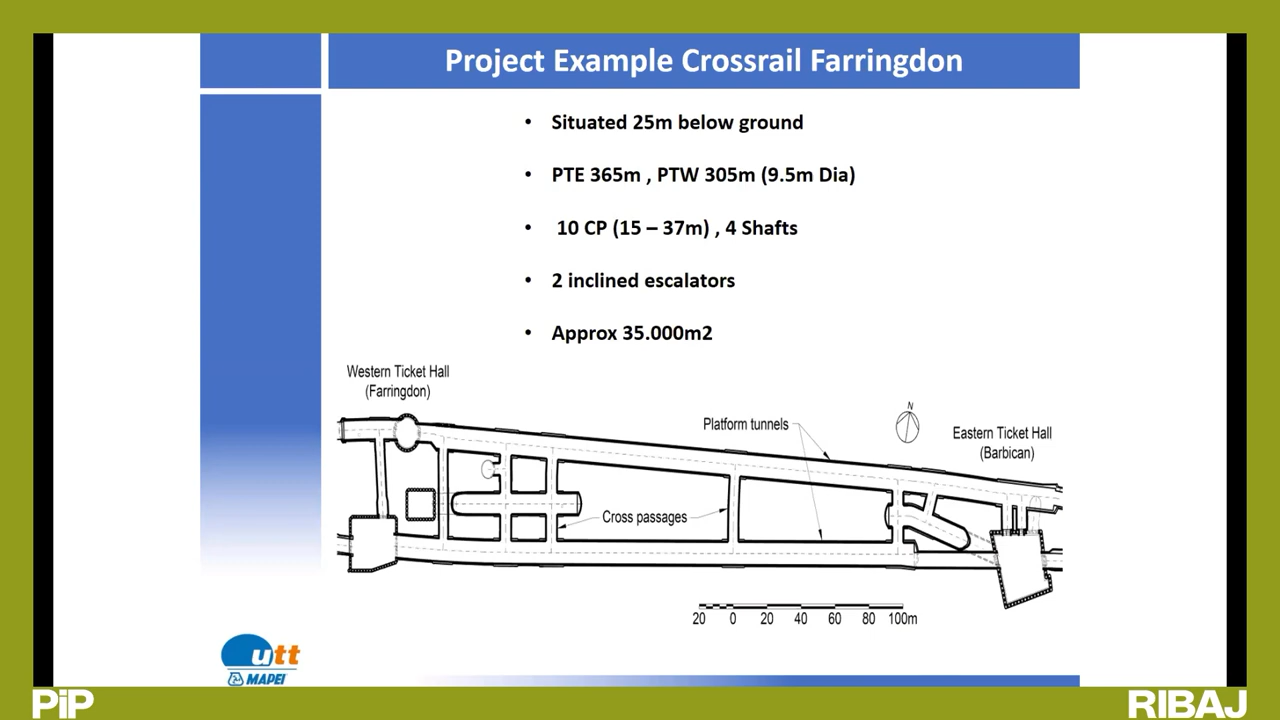 Project Example Crossrail Farringdon
• Situated 25m below ground
• PTE 365m , PTW 305m (9.5m Dia)
• 10 CP (15 – 37m) , 4 Shafts
• 2 inclined escalators
• Approx 35.000m2
Western Ticket Hall
(Farringdon)
Platform tunnels
N
Eastern Ticket Hall
(Barbican)
Cross passages
20 0 20 40 60 80 100m
utt
MAPEI
PiP
RIBAJ